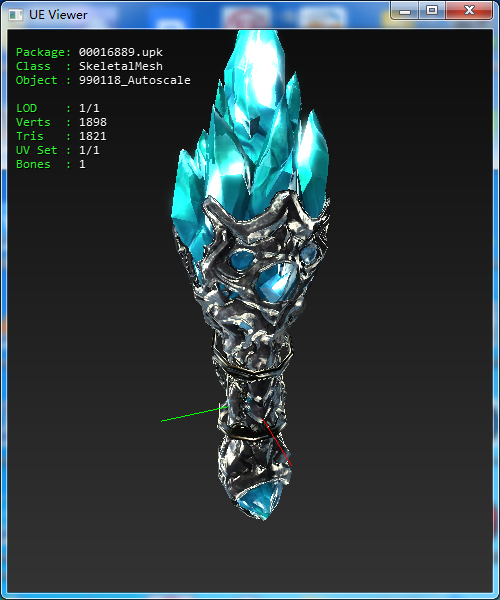 UE Viewer
Package: 00016889.upk
Class : SkeletalMesh
Object : 990118_Autoscale
LOD : 1/1
Verts : 1898
Tris : 1821
UV Set : 1/1
Bones : 1